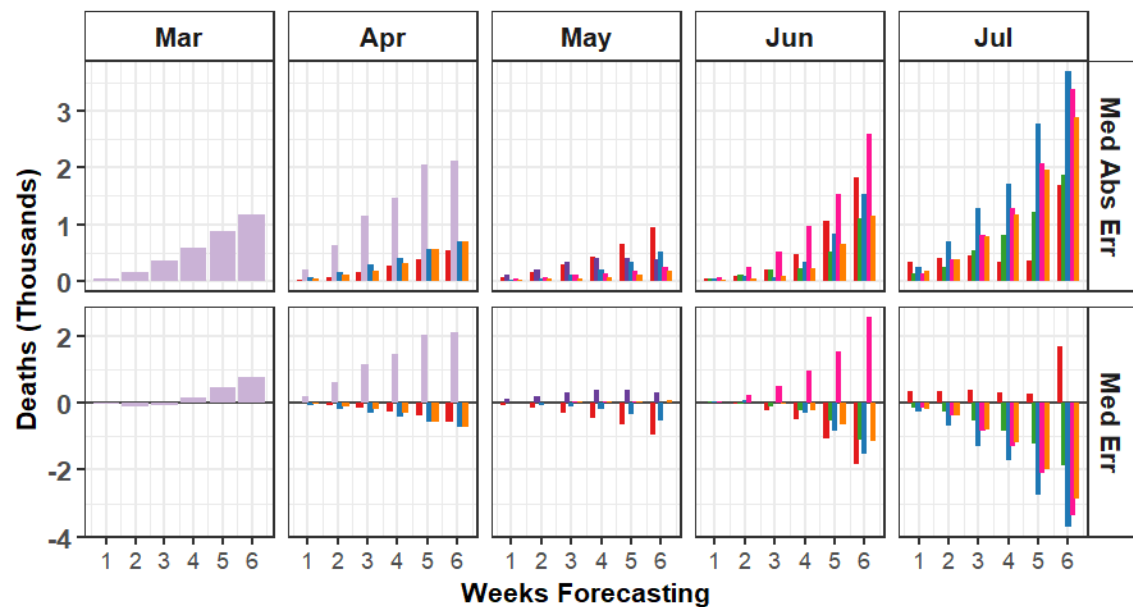 Mar Apr May Jun Jul
Deaths (Thousands)
3
2
1
0
Med Abs Err
2
0
-2
-4
Med Err
1 2 3 4 5 6 1 2 3 4 5 6 1 2 3 4 5 6 1 2 3 4 5 6 1 2 3 4 5 6
Weeks Forecasting